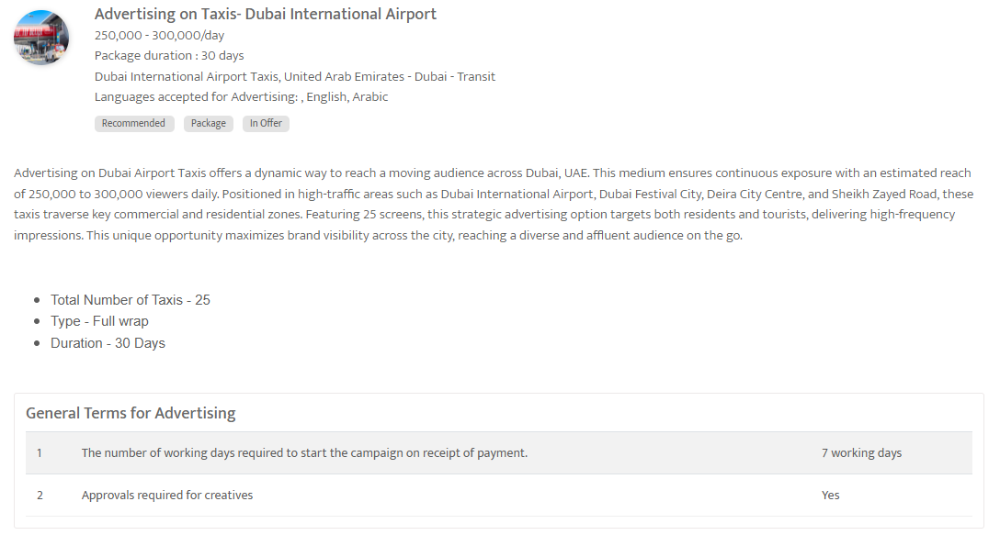 Advertising on Taxis- Dubai International Airport
250,000 - 300,000/day
Package duration : 30 days
Dubai International Airport Taxis, United Arab Emirates - Dubai - Transit
Languages accepted for Advertising: , English, Arabic
Recommended Package In Offer
Advertising on Dubai Airport Taxis offers a dynamic way to reach a moving audience across Dubai, UAE. This medium ensures continuous exposure with an estimated reach
of 250,000 to 300,000 viewers daily. Positioned in high-traffic areas such as Dubai International Airport, Dubai Festival City, Deira City Centre, and Sheikh Zayed Road, these
taxis traverse key commercial and residential zones. Featuring 25 screens, this strategic advertising option targets both residents and tourists, delivering high-frequency
impressions. This unique opportunity maximizes brand visibility across the city, reaching a diverse and affluent audience on the go.
• Total Number of Taxis - 25
• Type - Full wrap
• Duration - 30 Days
General Terms for Advertising
1 The number of working days required to start the campaign on receipt of payment. 7 working days
2 Approvals required for creatives Yes